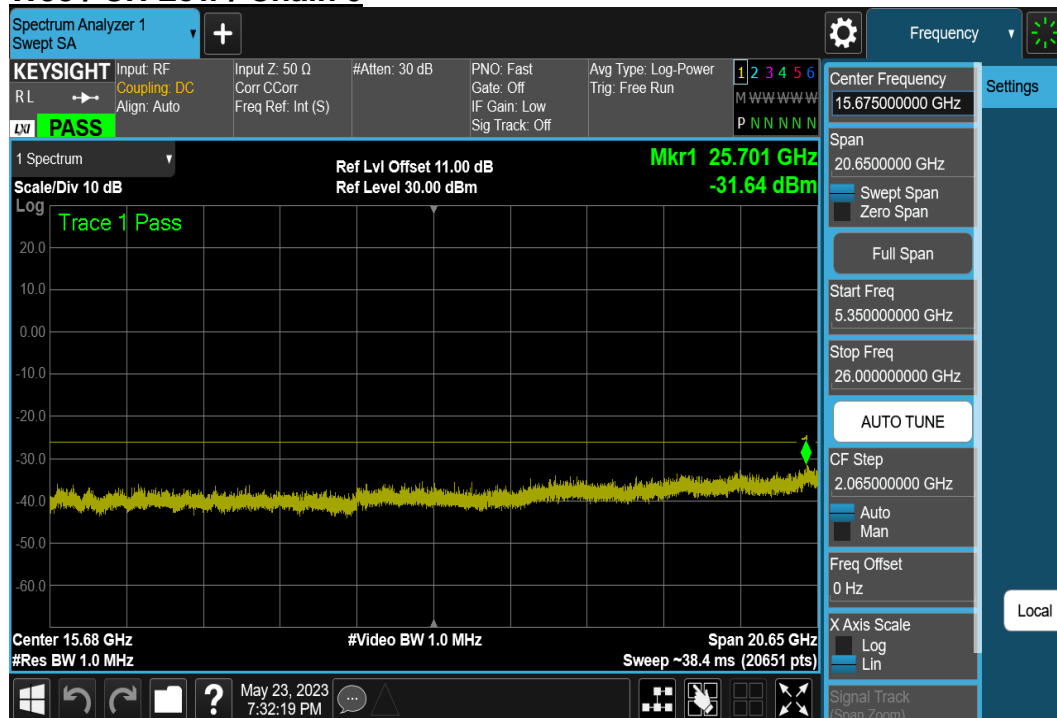 Spectrum Analyzer 1
Swept SA
Frequency
KEYSIGHT
Input: RF
Coupling: DC
Align: Auto
Input Z: 50 Ω
Corr CCorr
Freq Ref: Int (S)
#Atten: 30 dB
PNO: Fast
Gate: Off
IF Gain: Low
Sig Track: Off
Avg Type: Log-Power
Trig: Free Run
1 2 3 4 5 6
M W W W W W
P N N N N N
R L
LXI
PASS
1 Spectrum
Scale/Div 10 dB
Ref Lvl Offset 11.00 dB
Ref Level 30.00 dBm
Mkr1 25.701 GHz
-31.64 dBm
Log
Trace 1 Pass
20.0
10.0
0.00
-10.0
-20.0
-30.0
-40.0
-50.0
-60.0
1
Center 15.68 GHz
#Res BW 1.0 MHz
#Video BW 1.0 MHz
Span 20.65 GHz
Sweep ~38.4 ms (20651 pts)
May 23, 2023
7:32:19 PM
Center Frequency
15.675000000 GHz
Span
20.6500000 GHz
Swept Span
Zero Span
Full Span
Start Freq
5.350000000 GHz
Stop Freq
26.000000000 GHz
AUTO TUNE
CF Step
2.065000000 GHz
Auto
Man
Freq Offset
0 Hz
X Axis Scale
Log
Lin
Signal Track
(Span Zoom)
Settings
Local